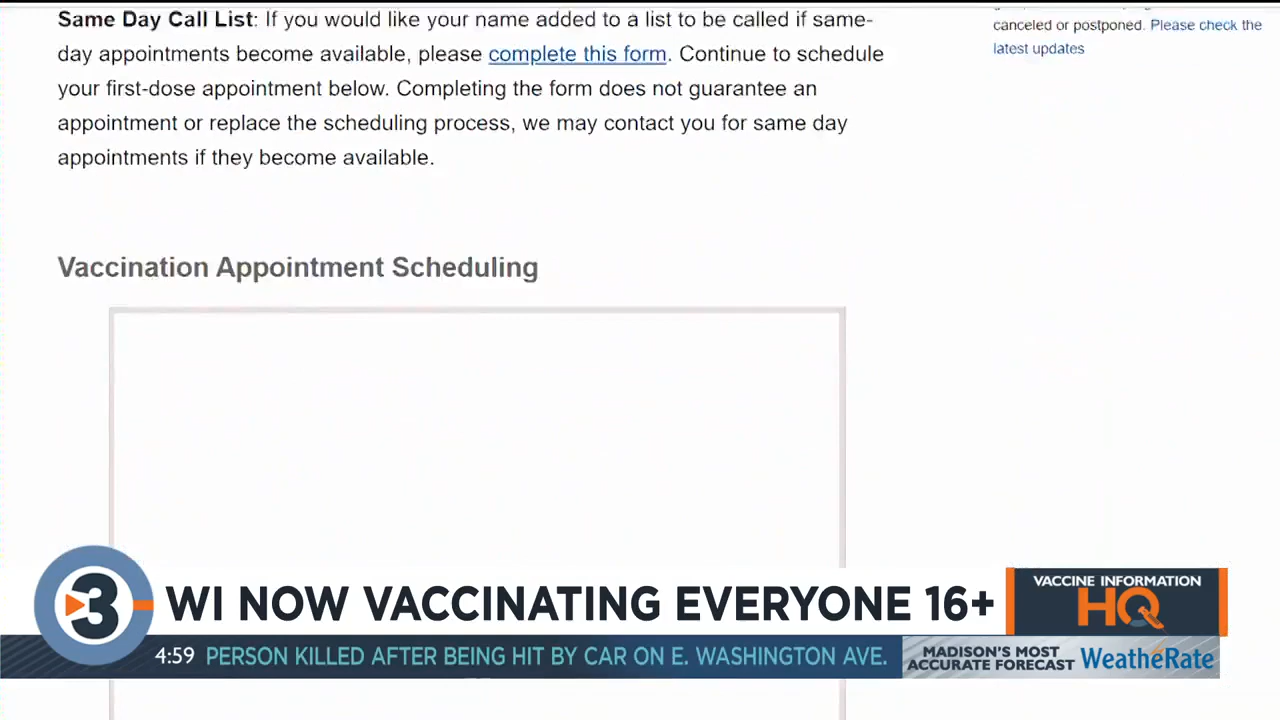 Same Day Call List: If you would like your name added to a list to be called if same-
day appointments become available, please complete this form. Continue to schedule
your first-dose appointment below. Completing the form does not guarantee an
appointment or replace the scheduling process, we may contact you for same day
appointments if they become available.
canceled or postponed. Please check the
latest updates
Vaccination Appointment Scheduling
3
WI NOW VACCINATING EVERYONE 16+
VACCINE INFORMATION
HQ
4:59 PERSON KILLED AFTER BEING HIT BY CAR ON E. WASHINGTON AVE.
MADISON'S MOST
ACCURATE FORECAST
WeatheRate